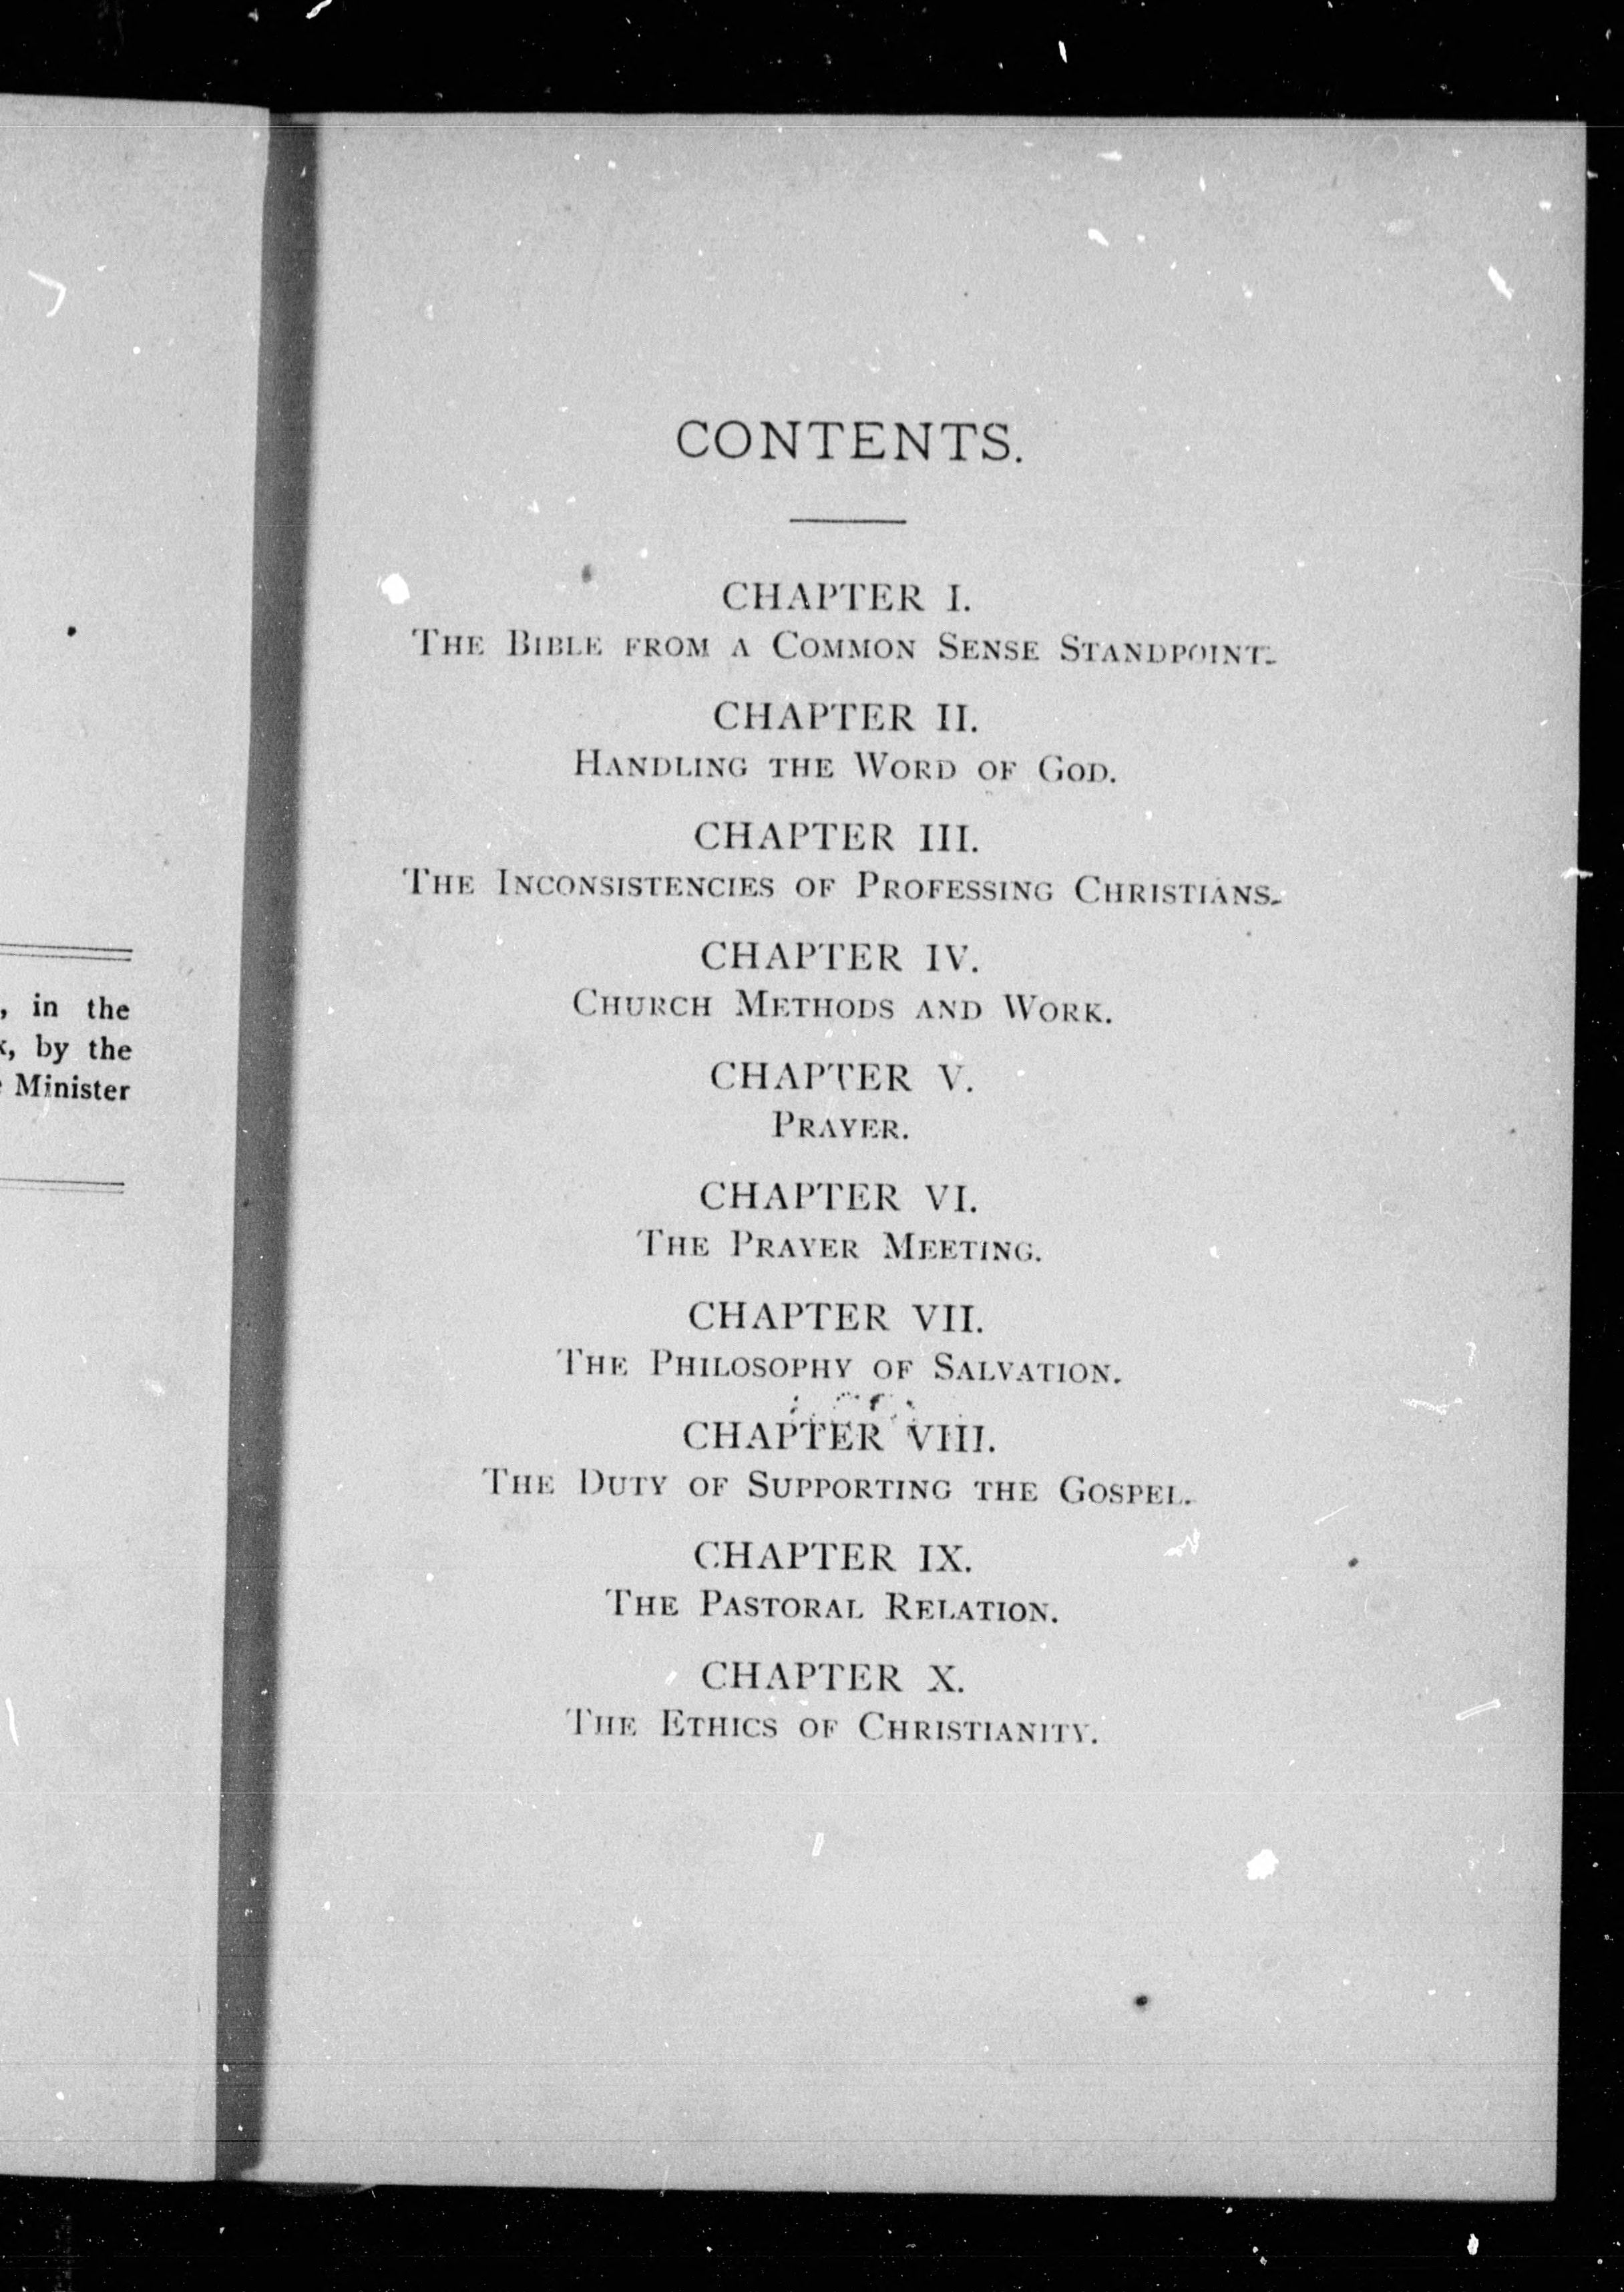 , in the
, by the
Minister
CONTENTS.
CHAPTER I.
THE BIBLE FROM A COMMON SENSE STANDPOINT.
CHAPTER II.
HANDLING THE WORD OF GOD.
CHAPTER III.
THE INCONSISTENCIES OF PROFESSING CHRISTIANS.
CHAPTER IV.
CHURCH METHODS AND WORK.
CHAPTER V.
PRAYER.
CHAPTER VI.
THE PRAYER MEETING.
CHAPTER VII.
THE PHILOSOPHY OF SALVATION.
CHAPTER VIII.
THE DUTY OF SUPPORTING THE GOSPEL.
CHAPTER IX.
THE PASTORAL RELATION.
CHAPTER X.
THE ETHICS OF CHRISTIANITY.